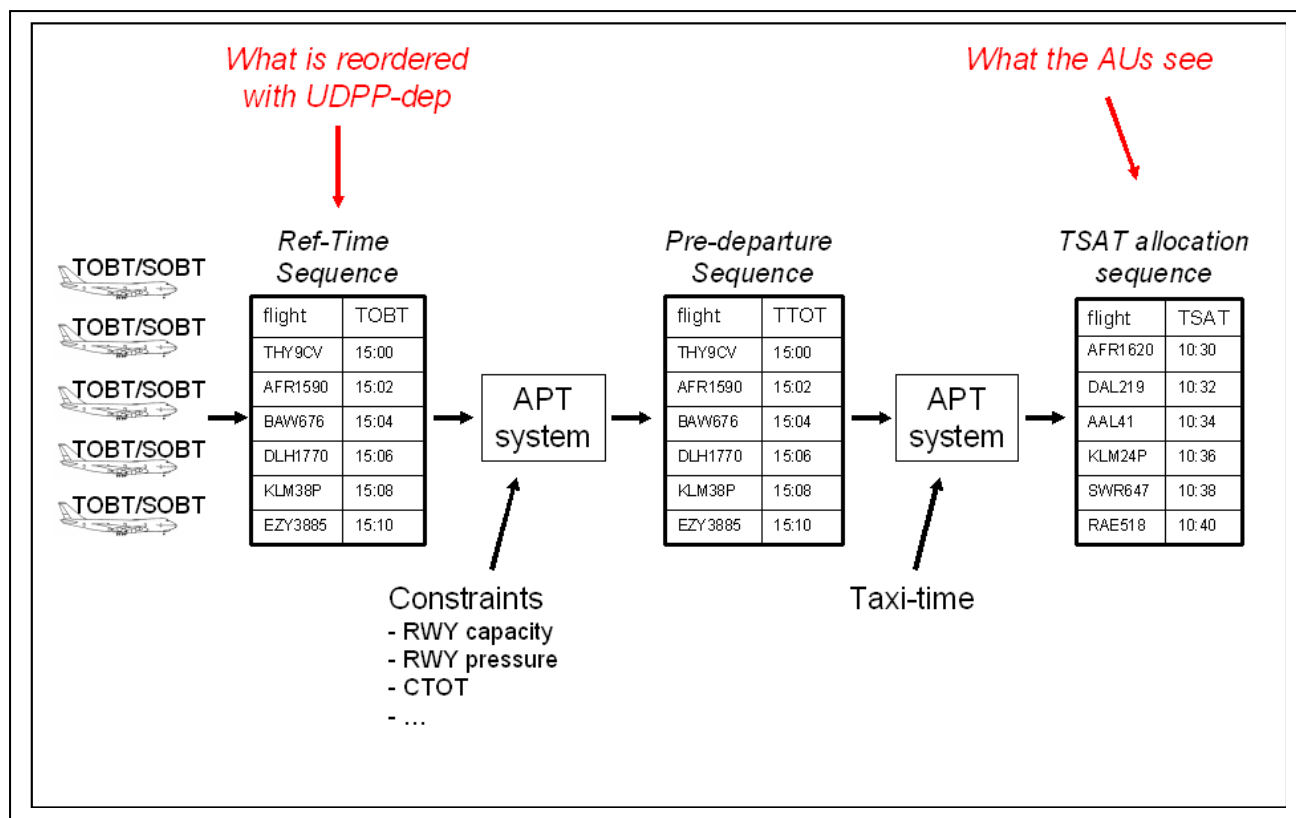 What is reordered
with UDPP-dep
What the AUs see
TOBT/SOBT
TOBT/SOBT
TOBT/SOBT
TOBT/SOBT
TOBT/SOBT
Ref-Time
Sequence
flight TOBT
THY9CV 15:00
AFR1590 15:02
BAW676 15:04
DLH1770 15:06
KLM38P 15:08
EZY3885 15:10
APT
system
Constraints
- RWY capacity
- RWY pressure
- CTOT
- ...
Pre-departure
Sequence
flight TTOT
THY9CV 15:00
AFR1590 15:02
BAW676 15:04
DLH1770 15:06
KLM38P 15:08
EZY3885 15:10
APT
system
Taxi-time
TSAT allocation
sequence
flight TSAT
AFR1620 10:30
DAL219 10:32
AAL41 10:34
KLM24P 10:36
SWR647 10:38
RAE518 10:40